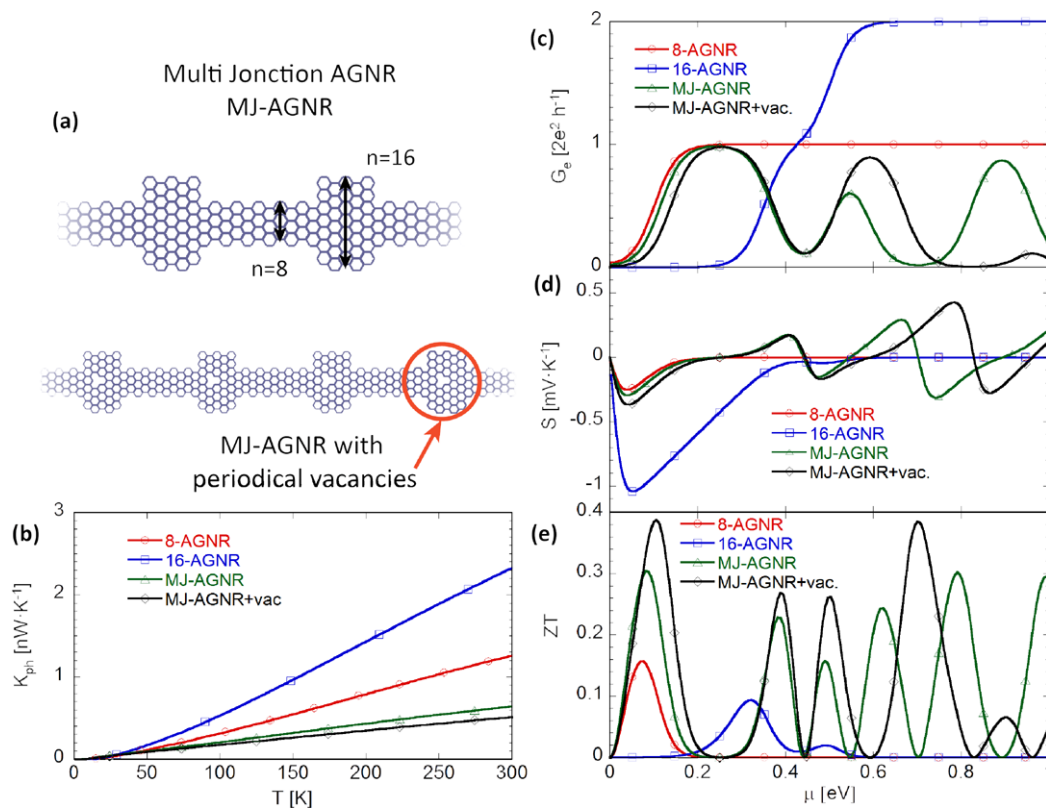 Multi Jonction AGNR
MJ-AGNR
(a)
n=16
n=8
MJ-AGNR with
periodical vacancies
(b)
3
2
1
0
K_ph [nW·K⁻¹]
8-AGNR
16-AGNR
MJ-AGNR
MJ-AGNR+vac
0 50 100 150 200 250 300
T [K]
(c)
2
1
0
G_e [2e² h⁻¹]
8-AGNR
16-AGNR
MJ-AGNR
MJ-AGNR+vac.
(d)
0.5
0
-0.5
-1
S [mV·K⁻¹]
8-AGNR
16-AGNR
MJ-AGNR
MJ-AGNR+vac.
(e)
0.4
0.3
0.2
0.1
0
ZT
8-AGNR
16-AGNR
MJ-AGNR
MJ-AGNR+vac.
0 0.2 0.4 0.6 0.8 1
μ [eV]